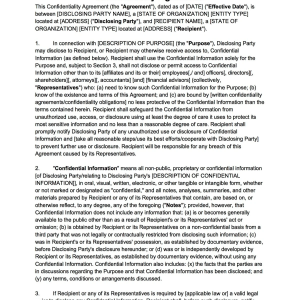 This Confidentiality Agreement (the "Agreement"), dated as of [DATE] ("Effective Date"), is
between [DISCLOSING PARTY NAME], a [STATE OF ORGANIZATION] [ENTITY TYPE]
located at [ADDRESS] ("Disclosing Party"), and [RECIPIENT NAME], a [STATE OF
ORGANIZATION] [ENTITY TYPE] located at [ADDRESS] ("Recipient").
1. In connection with [DESCRIPTION OF PURPOSE] (the "Purpose"), Disclosing Party
may disclose to Recipient, or Recipient may otherwise receive access to, Confidential
Information (as defined below). Recipient shall use the Confidential Information solely for the
Purpose and, subject to Section 3, shall not disclose or permit access to Confidential
Information other than to its [affiliates and its or their] employees[/ and] officers[, directors][,
shareholders][, attorneys][, accountants] [and] financial advisors] (collectively,
"Representatives") who: (a) need to know such Confidential Information for the Purpose; (b)
know of the existence and terms of this Agreement; and (c) are bound by [written confidentiality
agreements/confidentiality obligations] no less protective of the Confidential Information than the
terms contained herein. Recipient shall safeguard the Confidential Information from
unauthorized use, access, or disclosure using at least the degree of care it uses to protect its
most sensitive information and no less than a reasonable degree of care. Recipient shall
promptly notify Disclosing Party of any unauthorized use or disclosure of Confidential
Information and [take all reasonable steps/use its best efforts/cooperate with Disclosing Party]
to prevent further use or disclosure. Recipient will be responsible for any breach of this
Agreement caused by its Representatives.
2. "Confidential Information" means all non-public, proprietary or confidential information
[of Disclosing Party/relating to Disclosing Party's [DESCRIPTION OF CONFIDENTIAL
INFORMATION]], in oral, visual, written, electronic, or other tangible or intangible form, whether
or not marked or designated as "confidential," and all notes, analyses, summaries, and other
materials prepared by Recipient or any of its Representatives that contain, are based on, or
otherwise reflect, to any degree, any of the foregoing ("Notes"); provided, however, that
Confidential Information does not include any information that: (a) is or becomes generally
available to the public other than as a result of Recipient's or its Representatives' act or
omission; (b) is obtained by Recipient or its Representatives on a non-confidential basis from a
third party that was not legally or contractually restricted from disclosing such information; (c)
was in Recipient's or its Representatives' possession, as established by documentary evidence,
before Disclosing Party's disclosure hereunder; or (d) was or is independently developed by
Recipient or its Representatives, as established by documentary evidence, without using any
Confidential Information. Confidential Information also includes: (x) the facts that the parties are
in discussions regarding the Purpose and that Confidential Information has been disclosed; and
(y) any terms, conditions or arrangements discussed.
3. If Recipient or any of its Representatives is required by applicable law or a valid legal